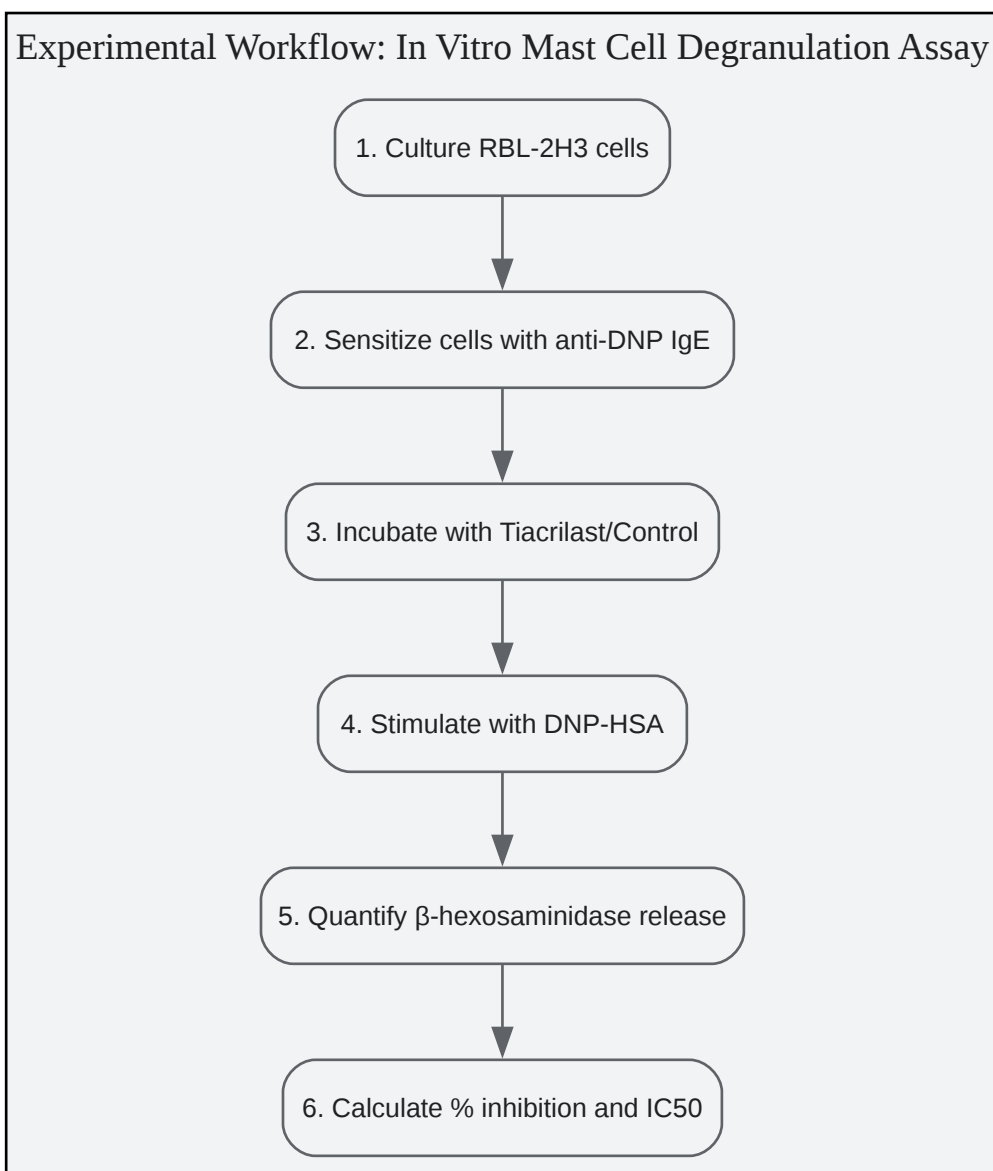 Experimental Workflow: In Vitro Mast Cell Degranulation Assay
1. Culture RBL-2H3 cells
2. Sensitize cells with anti-DNP IgE
3. Incubate with Tiacrilast/Control
4. Stimulate with DNP-HSA
5. Quantify β-hexosaminidase release
6. Calculate % inhibition and IC50